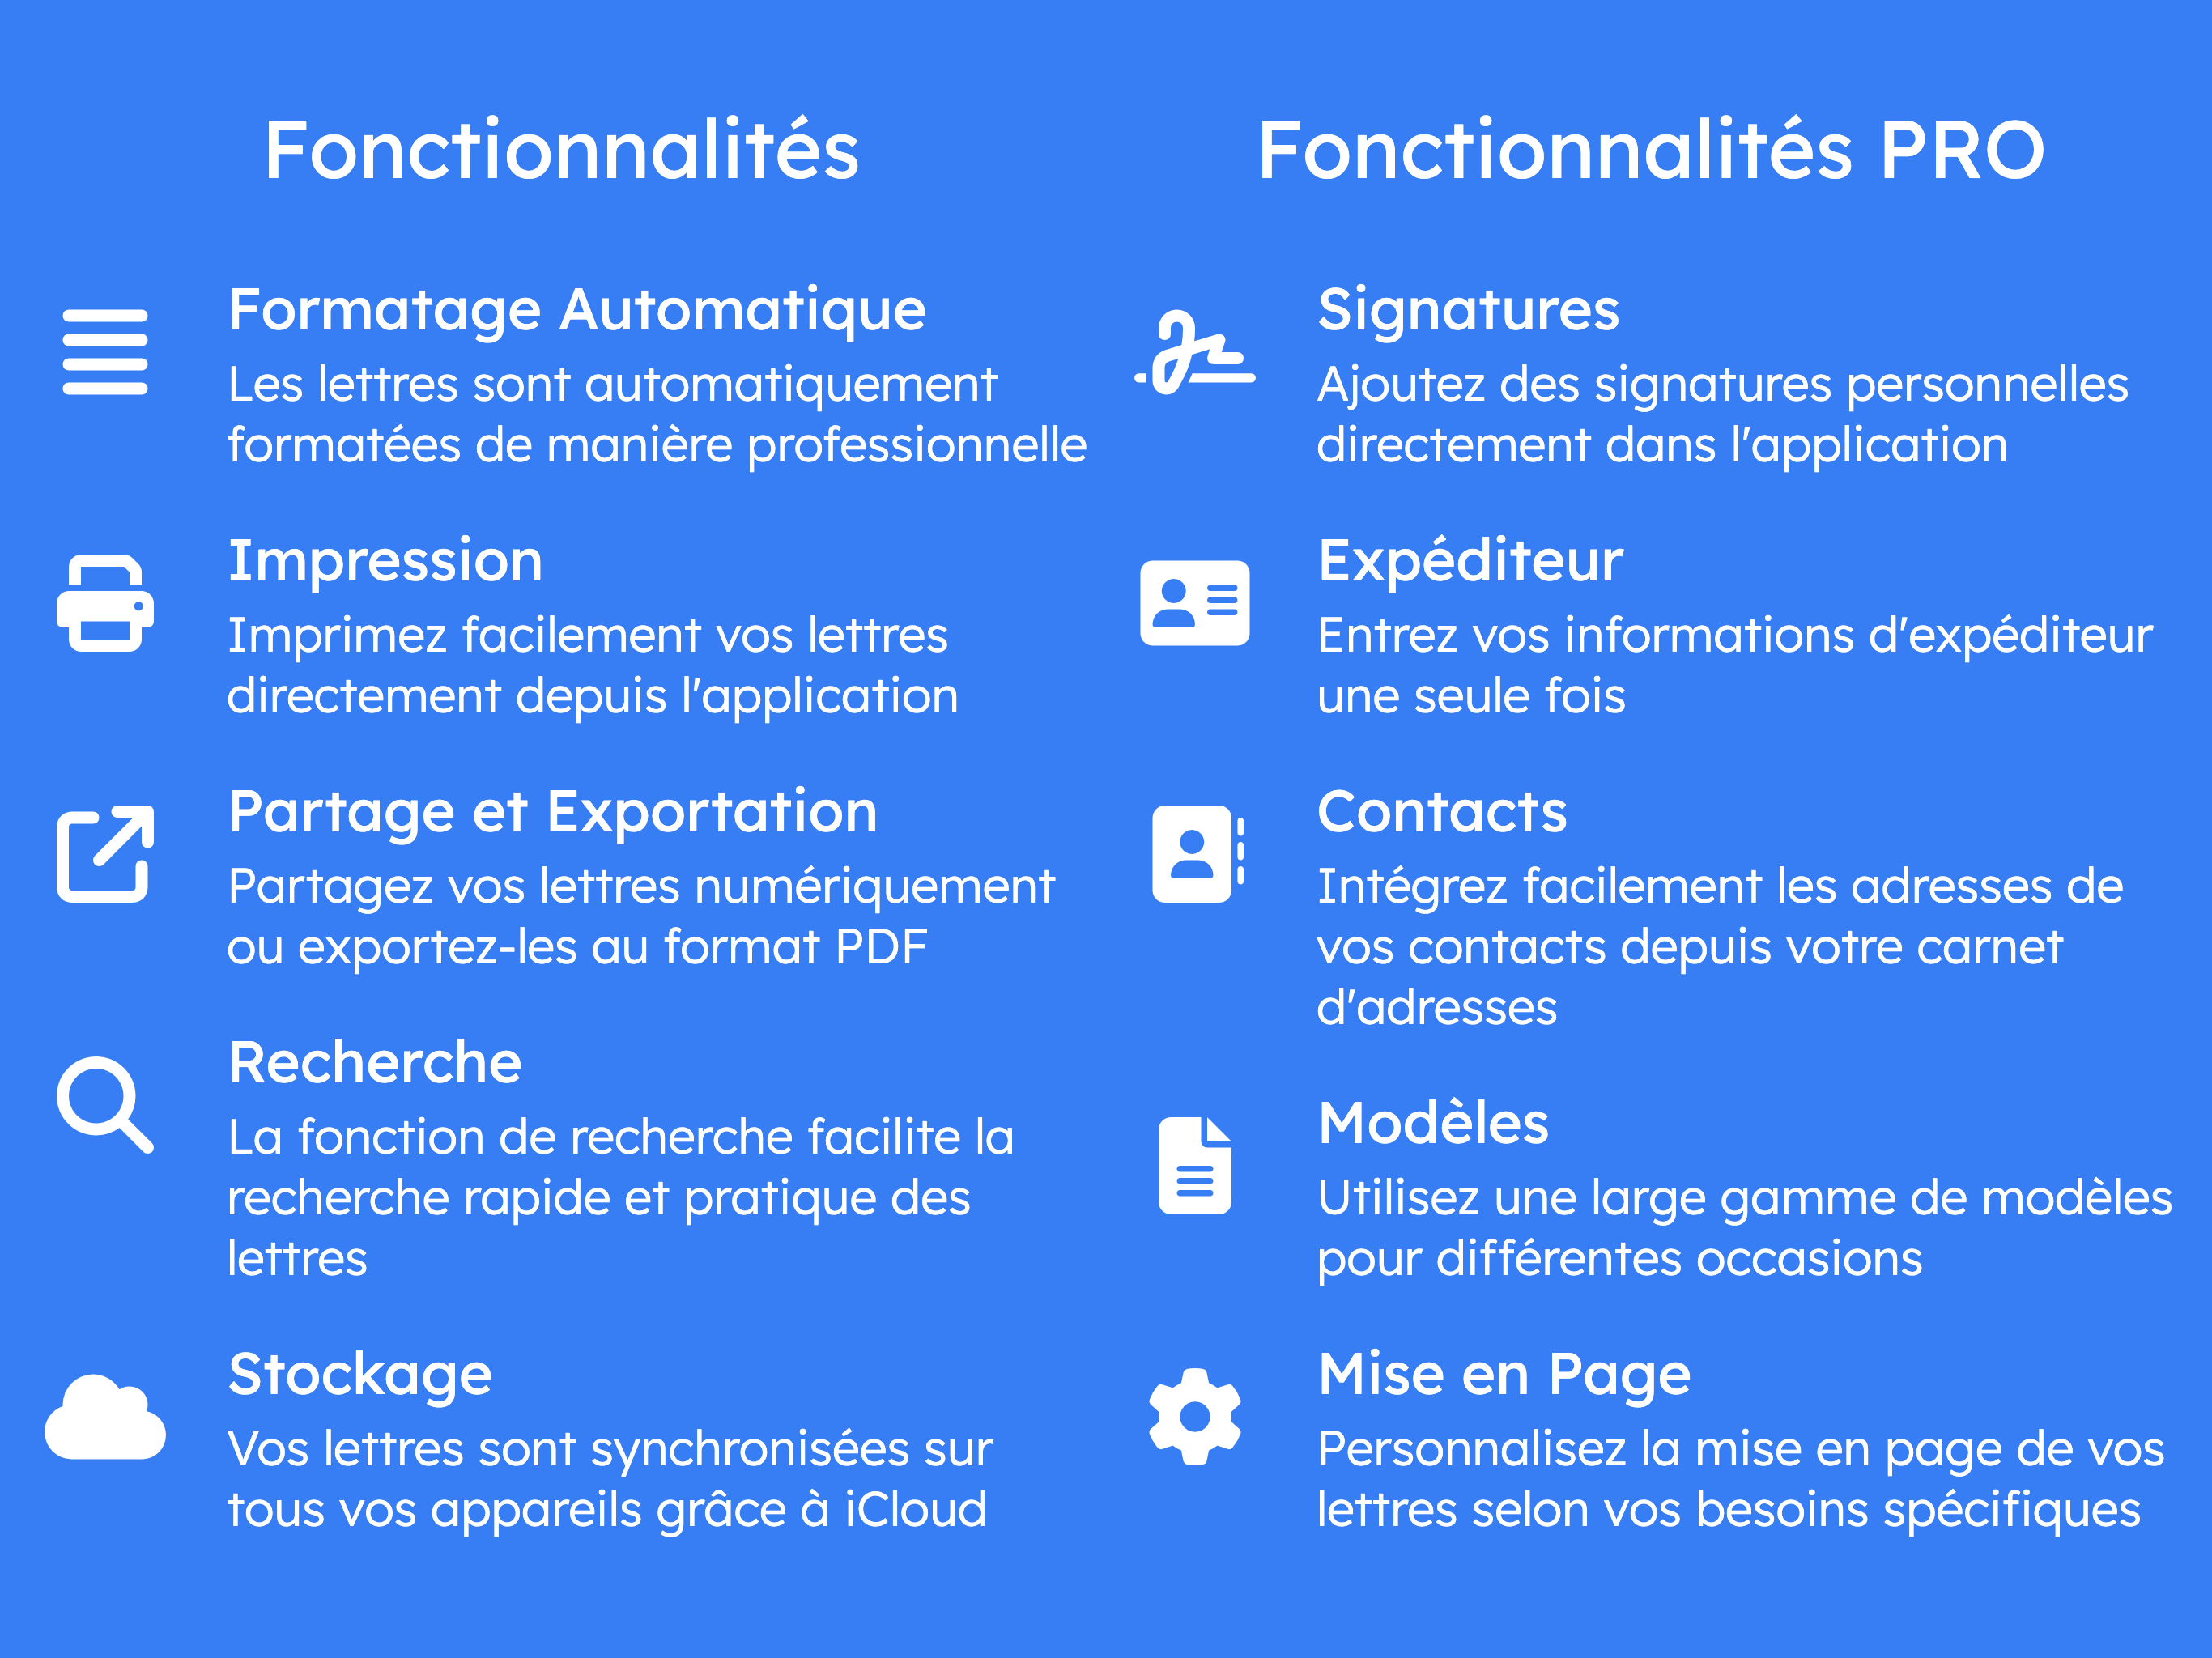 Fonctionnalités
Formatage Automatique
Les lettres sont automatiquement
formatées de manière professionnelle
Impression
Imprimez facilement vos lettres
directement depuis l'application
Partage et Exportation
Partagez vos lettres numériquement
ou exportez-les au format PDF
Recherche
La fonction de recherche facilite la
recherche rapide et pratique des
lettres
Stockage
Vos lettres sont synchronisées sur
tous vos appareils grâce à iCloud
Fonctionnalités PRO
Signatures
Ajoutez des signatures personnelles
directement dans l'application
Expéditeur
Entrez vos informations d'expéditeur
une seule fois
Contacts
Intégrez facilement les adresses de
vos contacts depuis votre carnet
d'adresses
Modèles
Utilisez une large gamme de modèles
pour différentes occasions
Mise en Page
Personnalisez la mise en page de vos
lettres selon vos besoins spécifiques